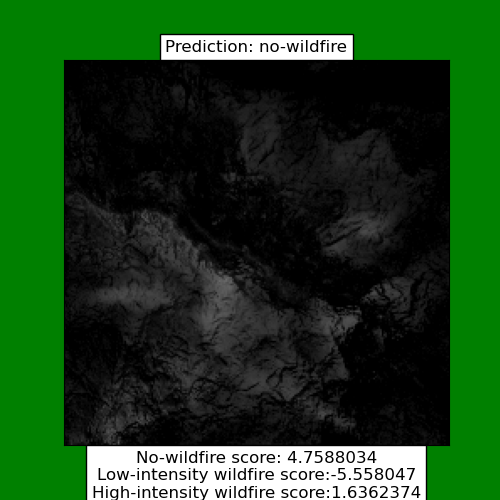 Prediction: no-wildfire
No-wildfire score: 4.7588034
Low-intensity wildfire score:-5.558047
High-intensity wildfire score:1.6362374